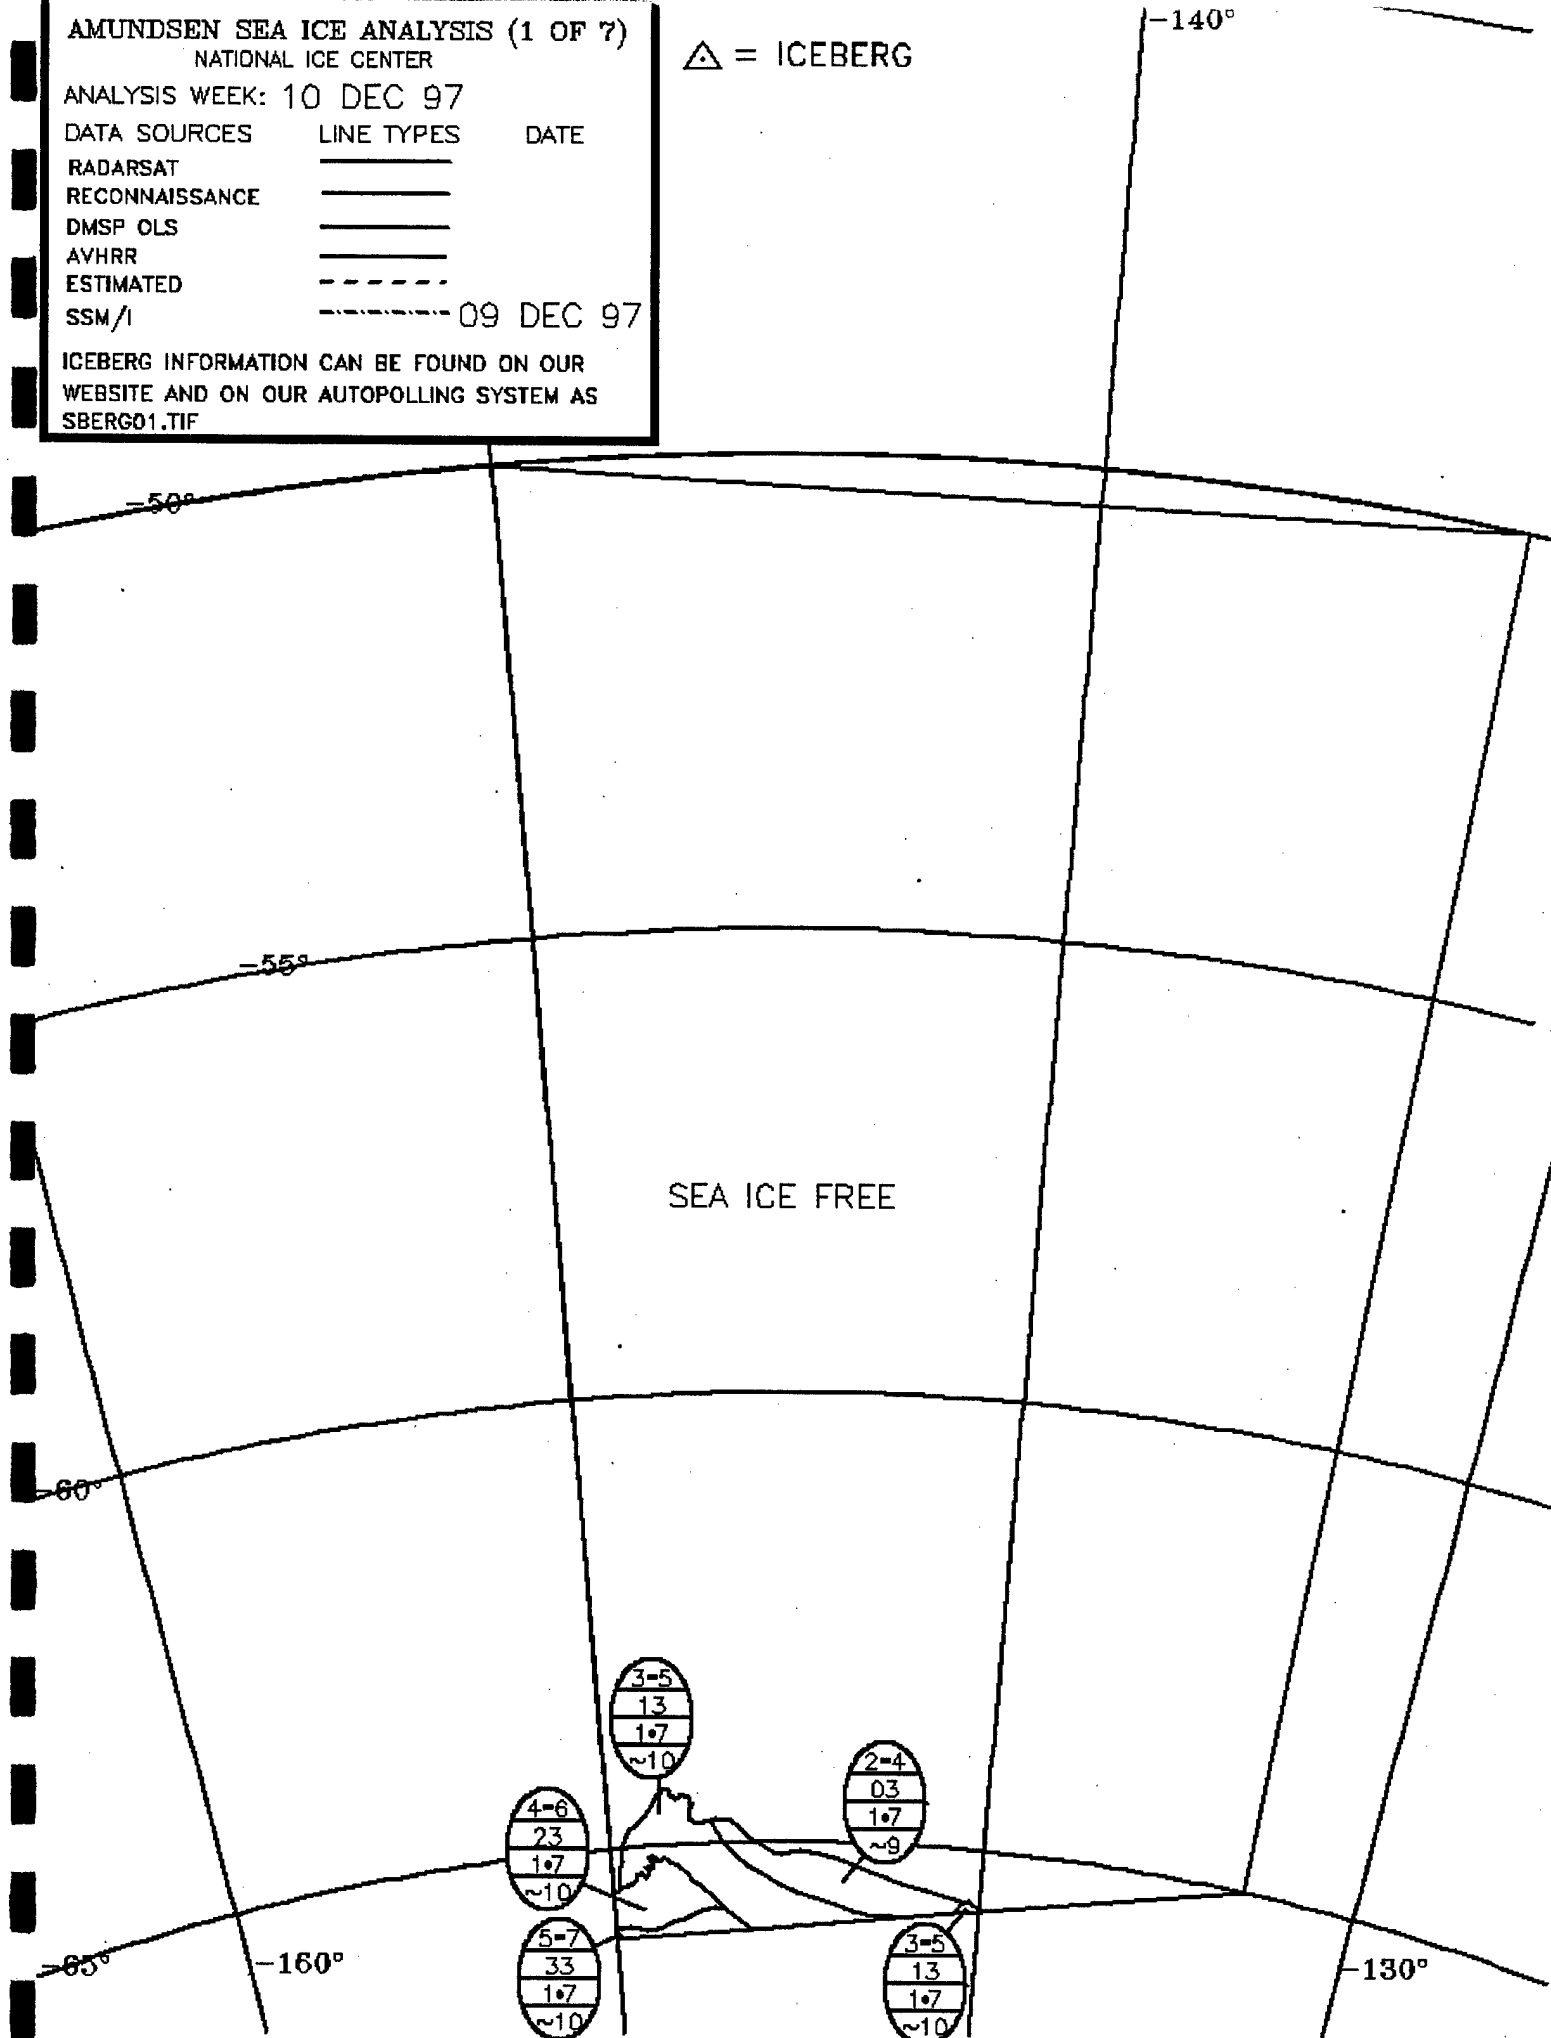 AMUNDSEN SEA ICE ANALYSIS (1 OF 7)
NATIONAL ICE CENTER
ANALYSIS WEEK: 10 DEC 97
DATA SOURCES LINE TYPES DATE
RADARSAT
RECONNAISSANCE
DMSP OLS
AVHRR
ESTIMATED
SSM/I 09 DEC 97
ICEBERG INFORMATION CAN BE FOUND ON OUR
WEBSITE AND ON OUR AUTOPOLLING SYSTEM AS
SBERG01.TIF
= ICEBERG
-140°
-50°
-55°
SEA ICE FREE
-60°
3-5
13
1•7
~10
2-4
03
1•7
~9
4-6
23
1•7
~10
5-7
33
1•7
~10
3-5
13
1•7
~10
-65°
-160°
-130°